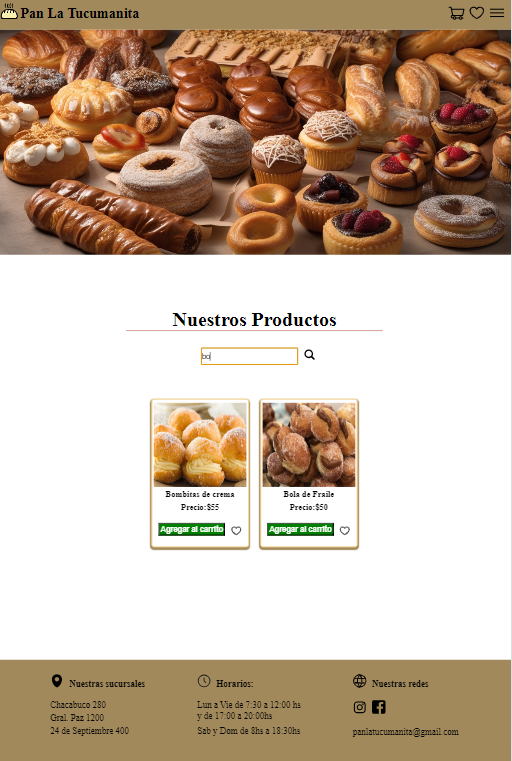 Pan La Tucumanita
Nuestros Productos
bo
Bombitas de crema
Precio:$55
Agregar al carrito
Bola de Fraile
Precio:$50
Agregar al carrito
Nuestras sucursales
Chacabuco 280
Gral. Paz 1200
24 de Septiembre 400
Horarios:
Lun a Vie de 7:30 a 12:00 hs
y de 17:00 a 20:00hs
Sab y Dom de 8hs a 18:30hs
Nuestras redes
panlatucumanita@gmail.com